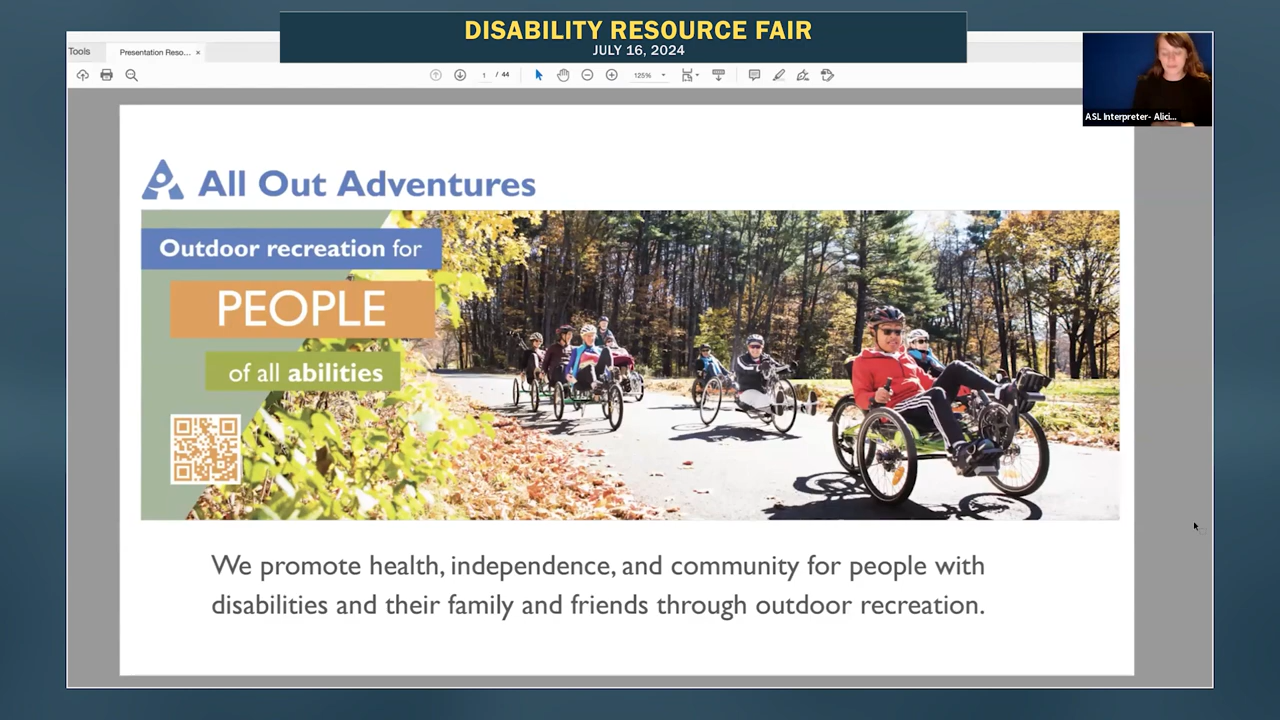 DISABILITY RESOURCE FAIR
JULY 16, 2024
Tools
Presentation Reso... ×
1 / 44
125%
ASL Interpreter- Alici...
All Out Adventures
Outdoor recreation for
PEOPLE
of all abilities
We promote health, independence, and community for people with
disabilities and their family and friends through outdoor recreation.